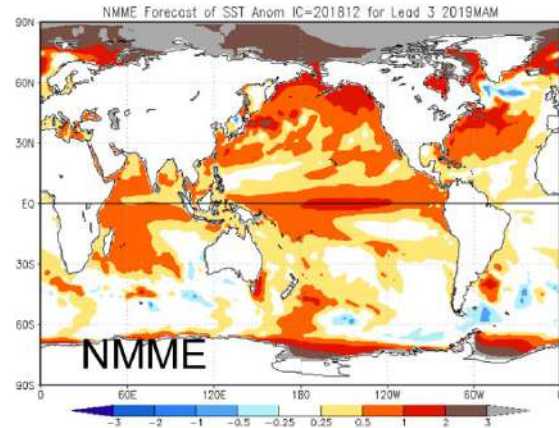 NMME Forecast of SST Anom IC=201812 for Lead 3 2019MAM
90N
60N
30N
EQ
30S
60S
NMME
90S
0 60E 120E 180 120W 60W 0
-3 -2 -1 -0.5 -0.25 0.25 0.5 1 2 3